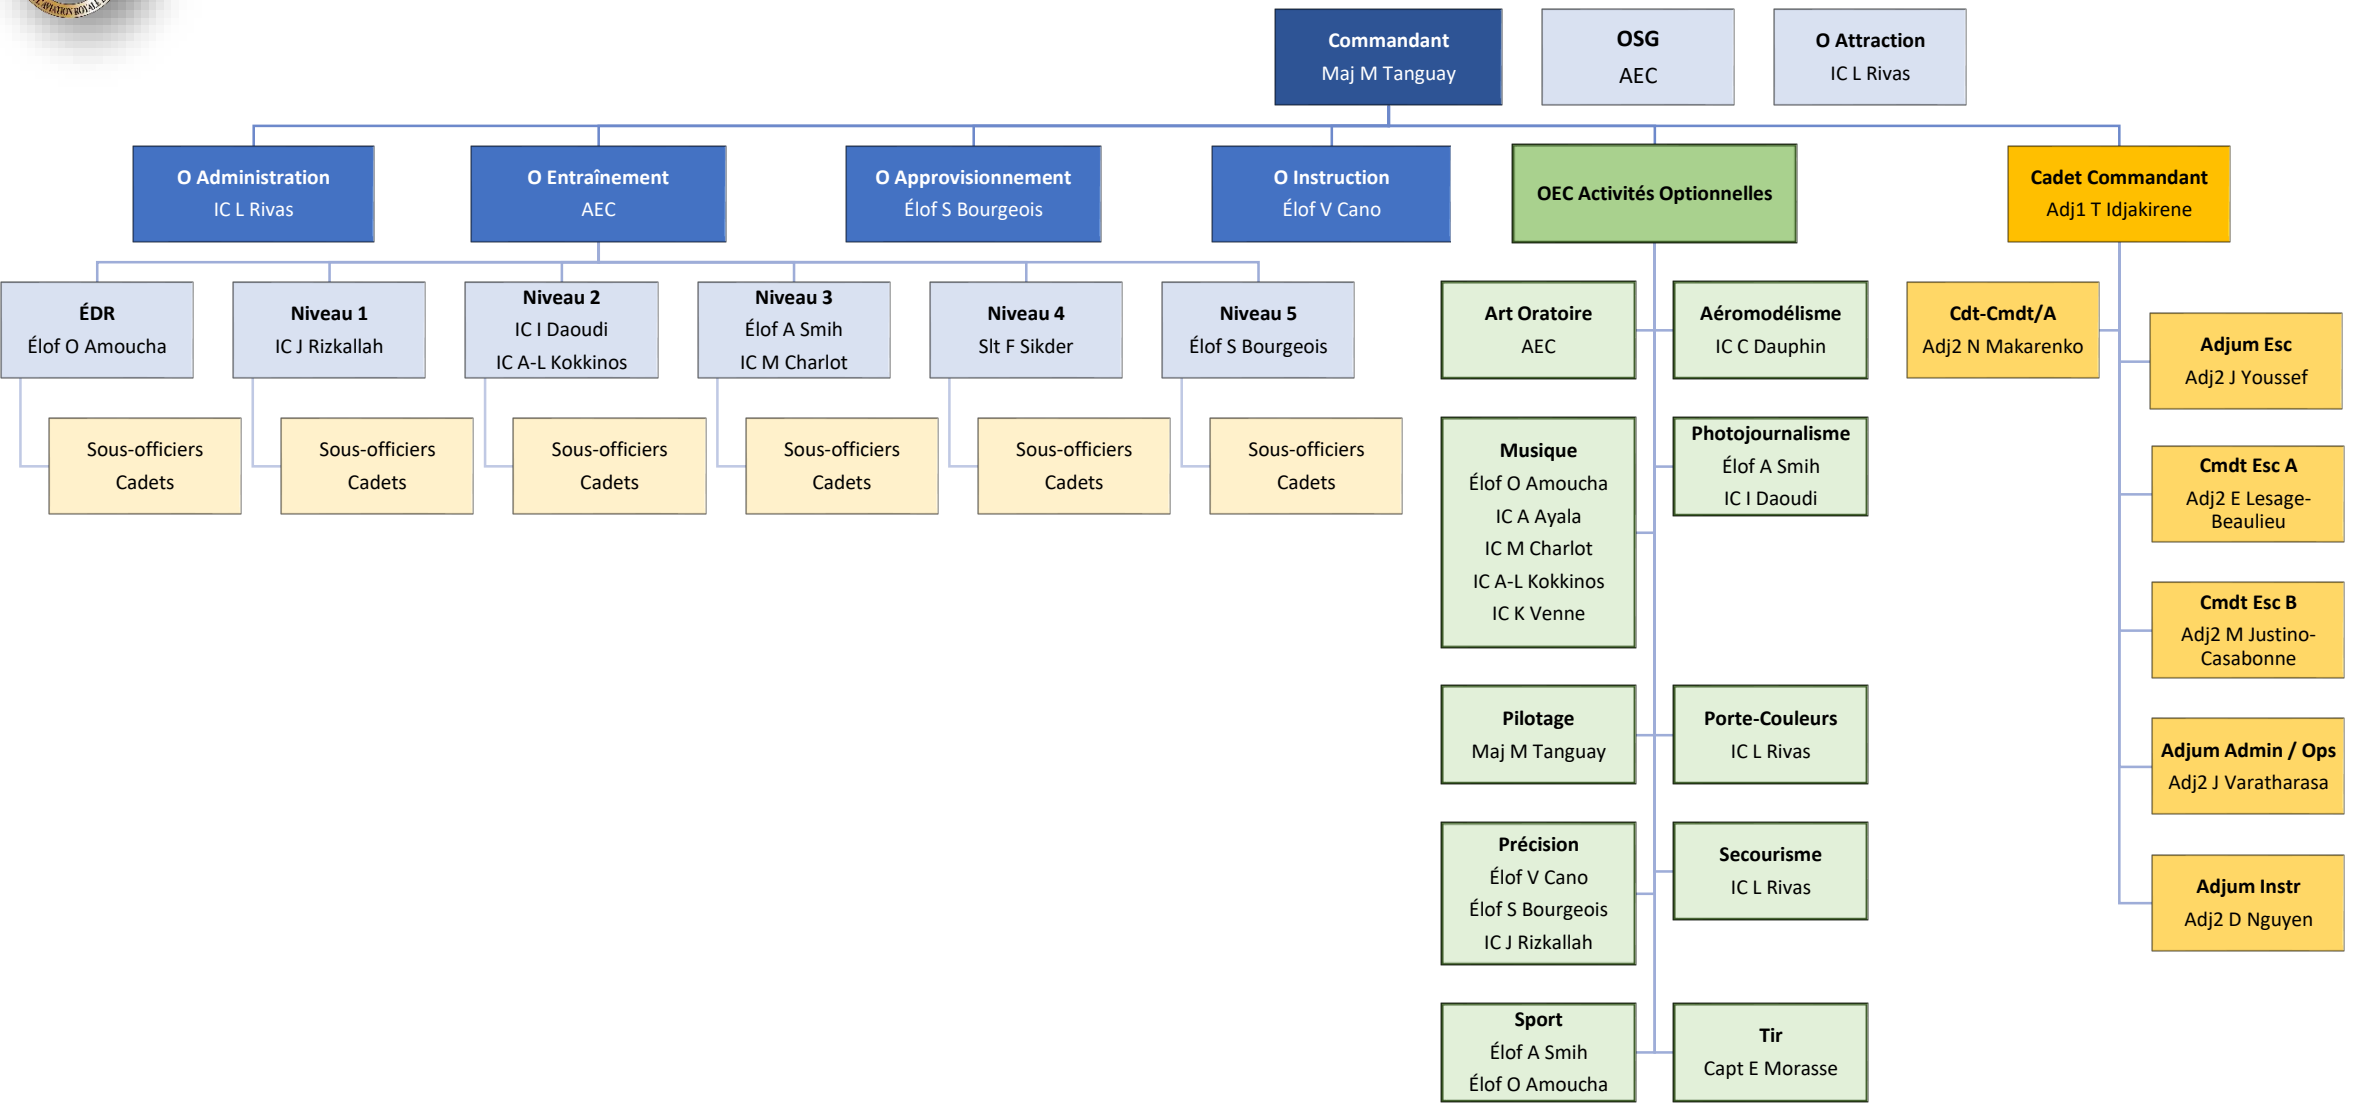 L'AVIATION ROYALE D
Commandant
Maj M Tanguay
OSG
AEC
O Attraction
IC L Rivas
O Administration
IC L Rivas
O Entraînement
AEC
O Approvisionnement
Élof S Bourgeois
O Instruction
Élof V Cano
OEC Activités Optionnelles
Cadet Commandant
Adj1 T Idjakirene
ÉDR
Élof O Amoucha
Niveau 1
IC J Rizkallah
Niveau 2
IC I Daoudi
IC A-L Kokkinos
Niveau 3
Élof A Smih
IC M Charlot
Niveau 4
Slt F Sikder
Niveau 5
Élof S Bourgeois
Sous-officiers
Cadets
Sous-officiers
Cadets
Sous-officiers
Cadets
Sous-officiers
Cadets
Sous-officiers
Cadets
Sous-officiers
Cadets
Art Oratoire
AEC
Aéromodélisme
IC C Dauphin
Musique
Élof O Amoucha
IC A Ayala
IC M Charlot
IC A-L Kokkinos
IC K Venne
Photojournalisme
Élof A Smih
IC I Daoudi
Pilotage
Maj M Tanguay
Porte-Couleurs
IC L Rivas
Précision
Élof V Cano
Élof S Bourgeois
IC J Rizkallah
Secourisme
IC L Rivas
Sport
Élof A Smih
Élof O Amoucha
Tir
Capt E Morasse
Cdt-Cmdt/A
Adj2 N Makarenko
Adjum Esc
Adj2 J Youssef
Cmdt Esc A
Adj2 E Lesage-
Beaulieu
Cmdt Esc B
Adj2 M Justino-
Casabonne
Adjum Admin / Ops
Adj2 J Varatharasa
Adjum Instr
Adj2 D Nguyen